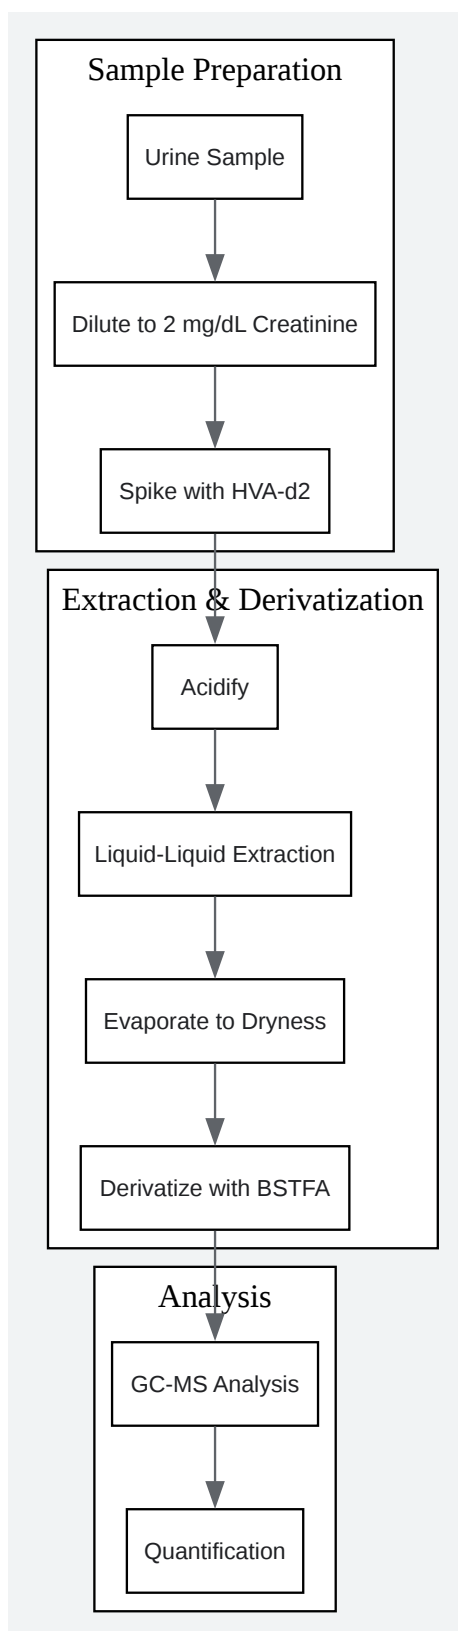 Sample Preparation
Urine Sample
Dilute to 2 mg/dL Creatinine
Spike with HVA-d2
Extraction & Derivatization
Acidify
Liquid-Liquid Extraction
Evaporate to Dryness
Derivatize with BSTFA
Analysis
GC-MS Analysis
Quantification